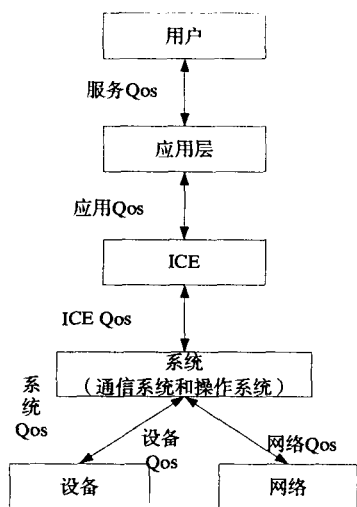 用户
服务Qos
应用层
应用Qos
ICE
ICE Qos
系统
（通信系统和操作系统）
系
统
Qos
设备
Qos
网络Qos
设备
网络